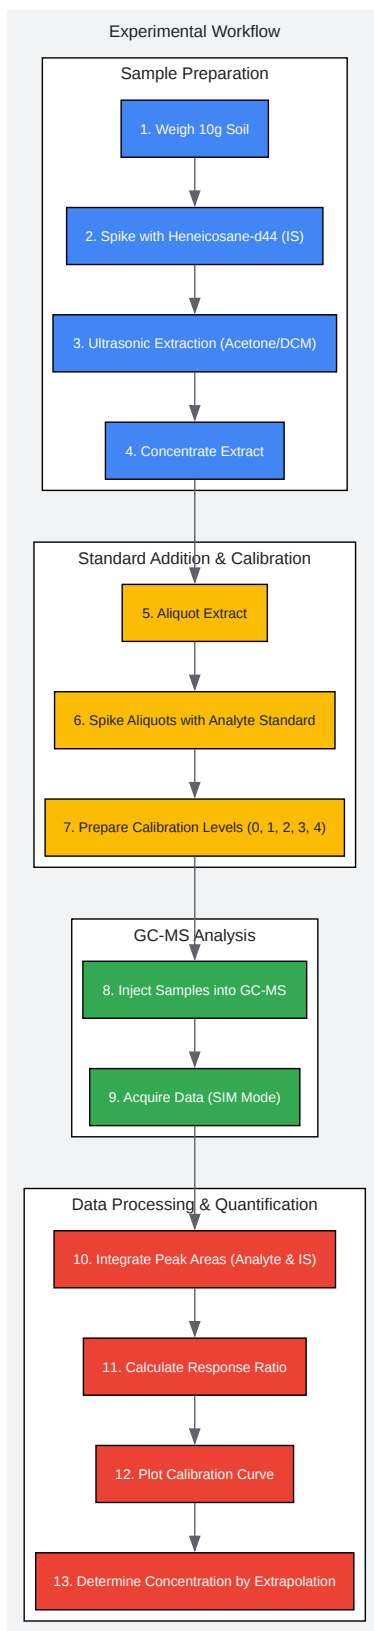 Experimental Workflow
Sample Preparation
1. Weigh 10g Soil
2. Spike with Heneicosane-d44 (IS)
3. Ultrasonic Extraction (Acetone/DCM)
4. Concentrate Extract
Standard Addition & Calibration
5. Aliquot Extract
6. Spike Aliquots with Analyte Standard
7. Prepare Calibration Levels (0, 1, 2, 3, 4)
GC-MS Analysis
8. Inject Samples into GC-MS
9. Acquire Data (SIM Mode)
Data Processing & Quantification
10. Integrate Peak Areas (Analyte & IS)
11. Calculate Response Ratio
12. Plot Calibration Curve
13. Determine Concentration by Extrapolation